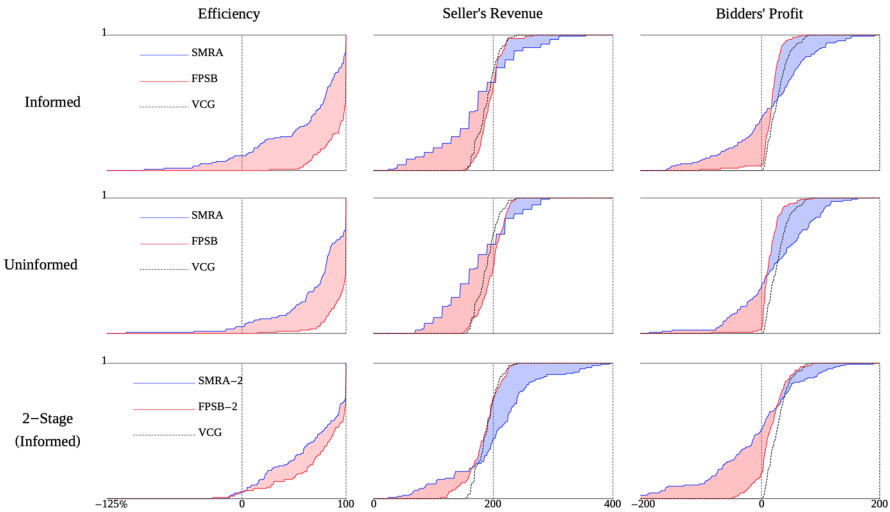 Efficiency
Seller's Revenue
Bidders' Profit
1
SMRA
FPSB
VCG
Informed
1
SMRA
FPSB
VCG
Uninformed
1
SMRA−2
FPSB−2
VCG
2−Stage
(Informed)
−125% 0 100
0 200 400
−200 0 200